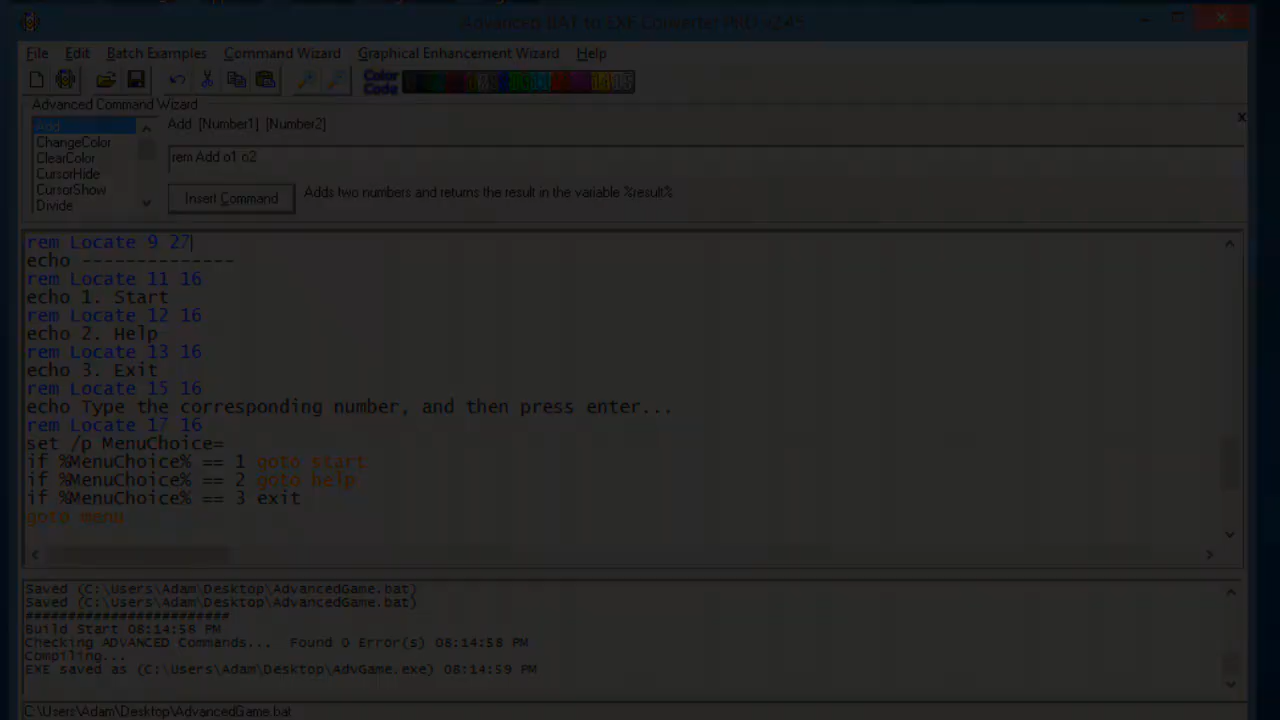 Advanced BAT to EXE Converter PRO v2.45
File Edit Batch Examples Command Wizard Graphical Enhancement Wizard Help
Color
Code
Advanced Command Wizard
Add
ChangeColor
ClearColor
CursorHide
CursorShow
Divide
Add [Number1] [Number2]
rem Add o1 o2
Insert Command
Adds two numbers and returns the result in the variable %result%
rem Locate 9 27
echo --------------
rem Locate 11 16
echo 1. Start
rem Locate 12 16
echo 2. Help
rem Locate 13 16
echo 3. Exit
rem Locate 15 16
echo Type the corresponding number, and then press enter...
rem Locate 17 16
set /p MenuChoice=
if %MenuChoice% == 1 goto start
if %MenuChoice% == 2 goto help
if %MenuChoice% == 3 exit
goto menu
Saved (C:\Users\Adam\Desktop\AdvancedGame.bat)
Saved (C:\Users\Adam\Desktop\AdvancedGame.bat)
########################
Build Start 08:14:58 PM
Checking ADVANCED Commands... Found 0 Error(s) 08:14:58 PM
Compiling...
EXE saved as (C:\Users\Adam\Desktop\AdvGame.exe) 08:14:59 PM
C:\Users\Adam\Desktop\AdvancedGame.bat